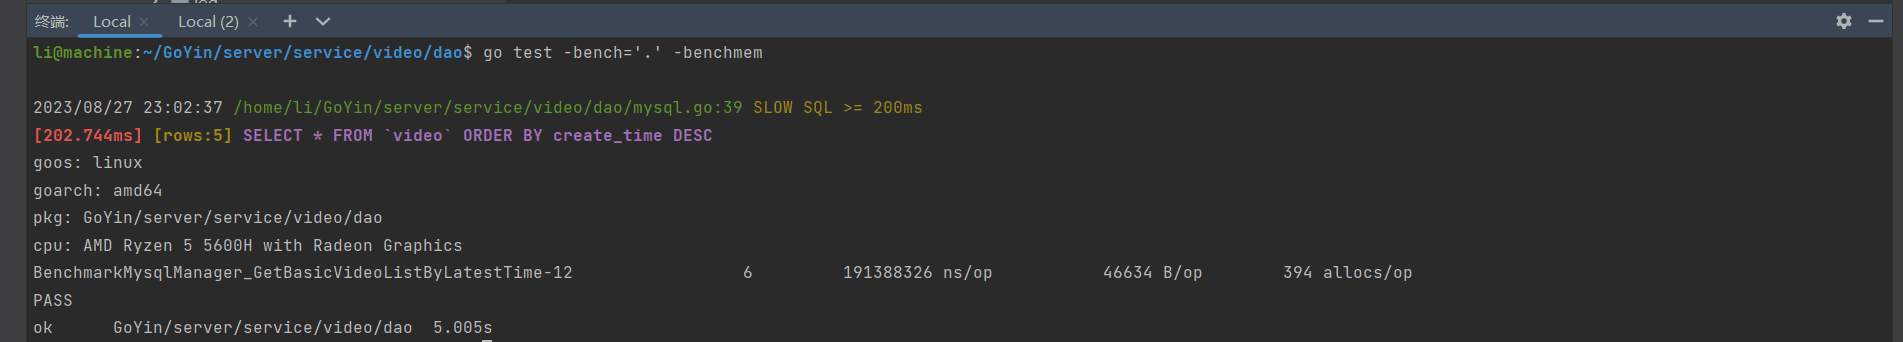 终端: Local Local (2)
li@machine:~/GoYin/server/service/video/dao$ go test -bench='.' -benchmem
2023/08/27 23:02:37 /home/li/GoYin/server/service/video/dao/mysql.go:39 SLOW SQL >= 200ms
[202.744ms] [rows:5] SELECT * FROM `video` ORDER BY create_time DESC
goos: linux
goarch: amd64
pkg: GoYin/server/service/video/dao
cpu: AMD Ryzen 5 5600H with Radeon Graphics
BenchmarkMysqlManager_GetBasicVideoListByLatestTime-12 6 191388326 ns/op 46634 B/op 394 allocs/op
PASS
ok GoYin/server/service/video/dao 5.005s